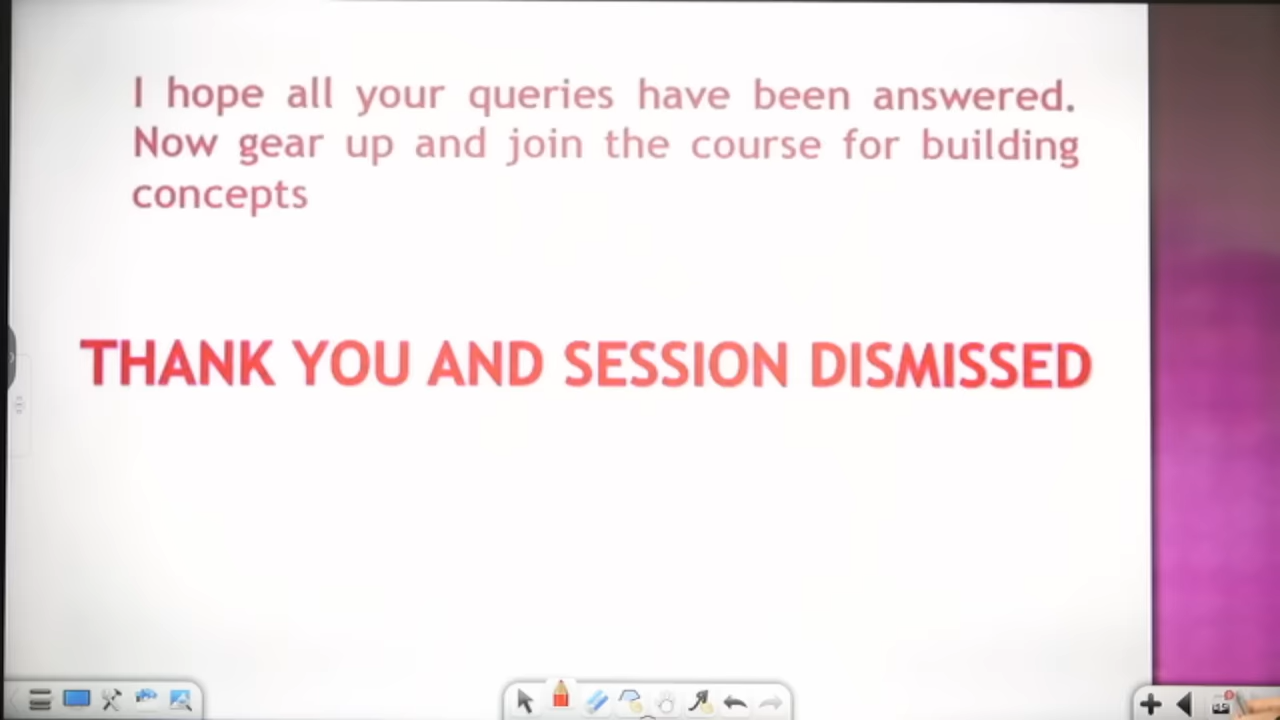 I hope all your queries have been answered.
Now gear up and join the course for building
concepts
THANK YOU AND SESSION DISMISSED